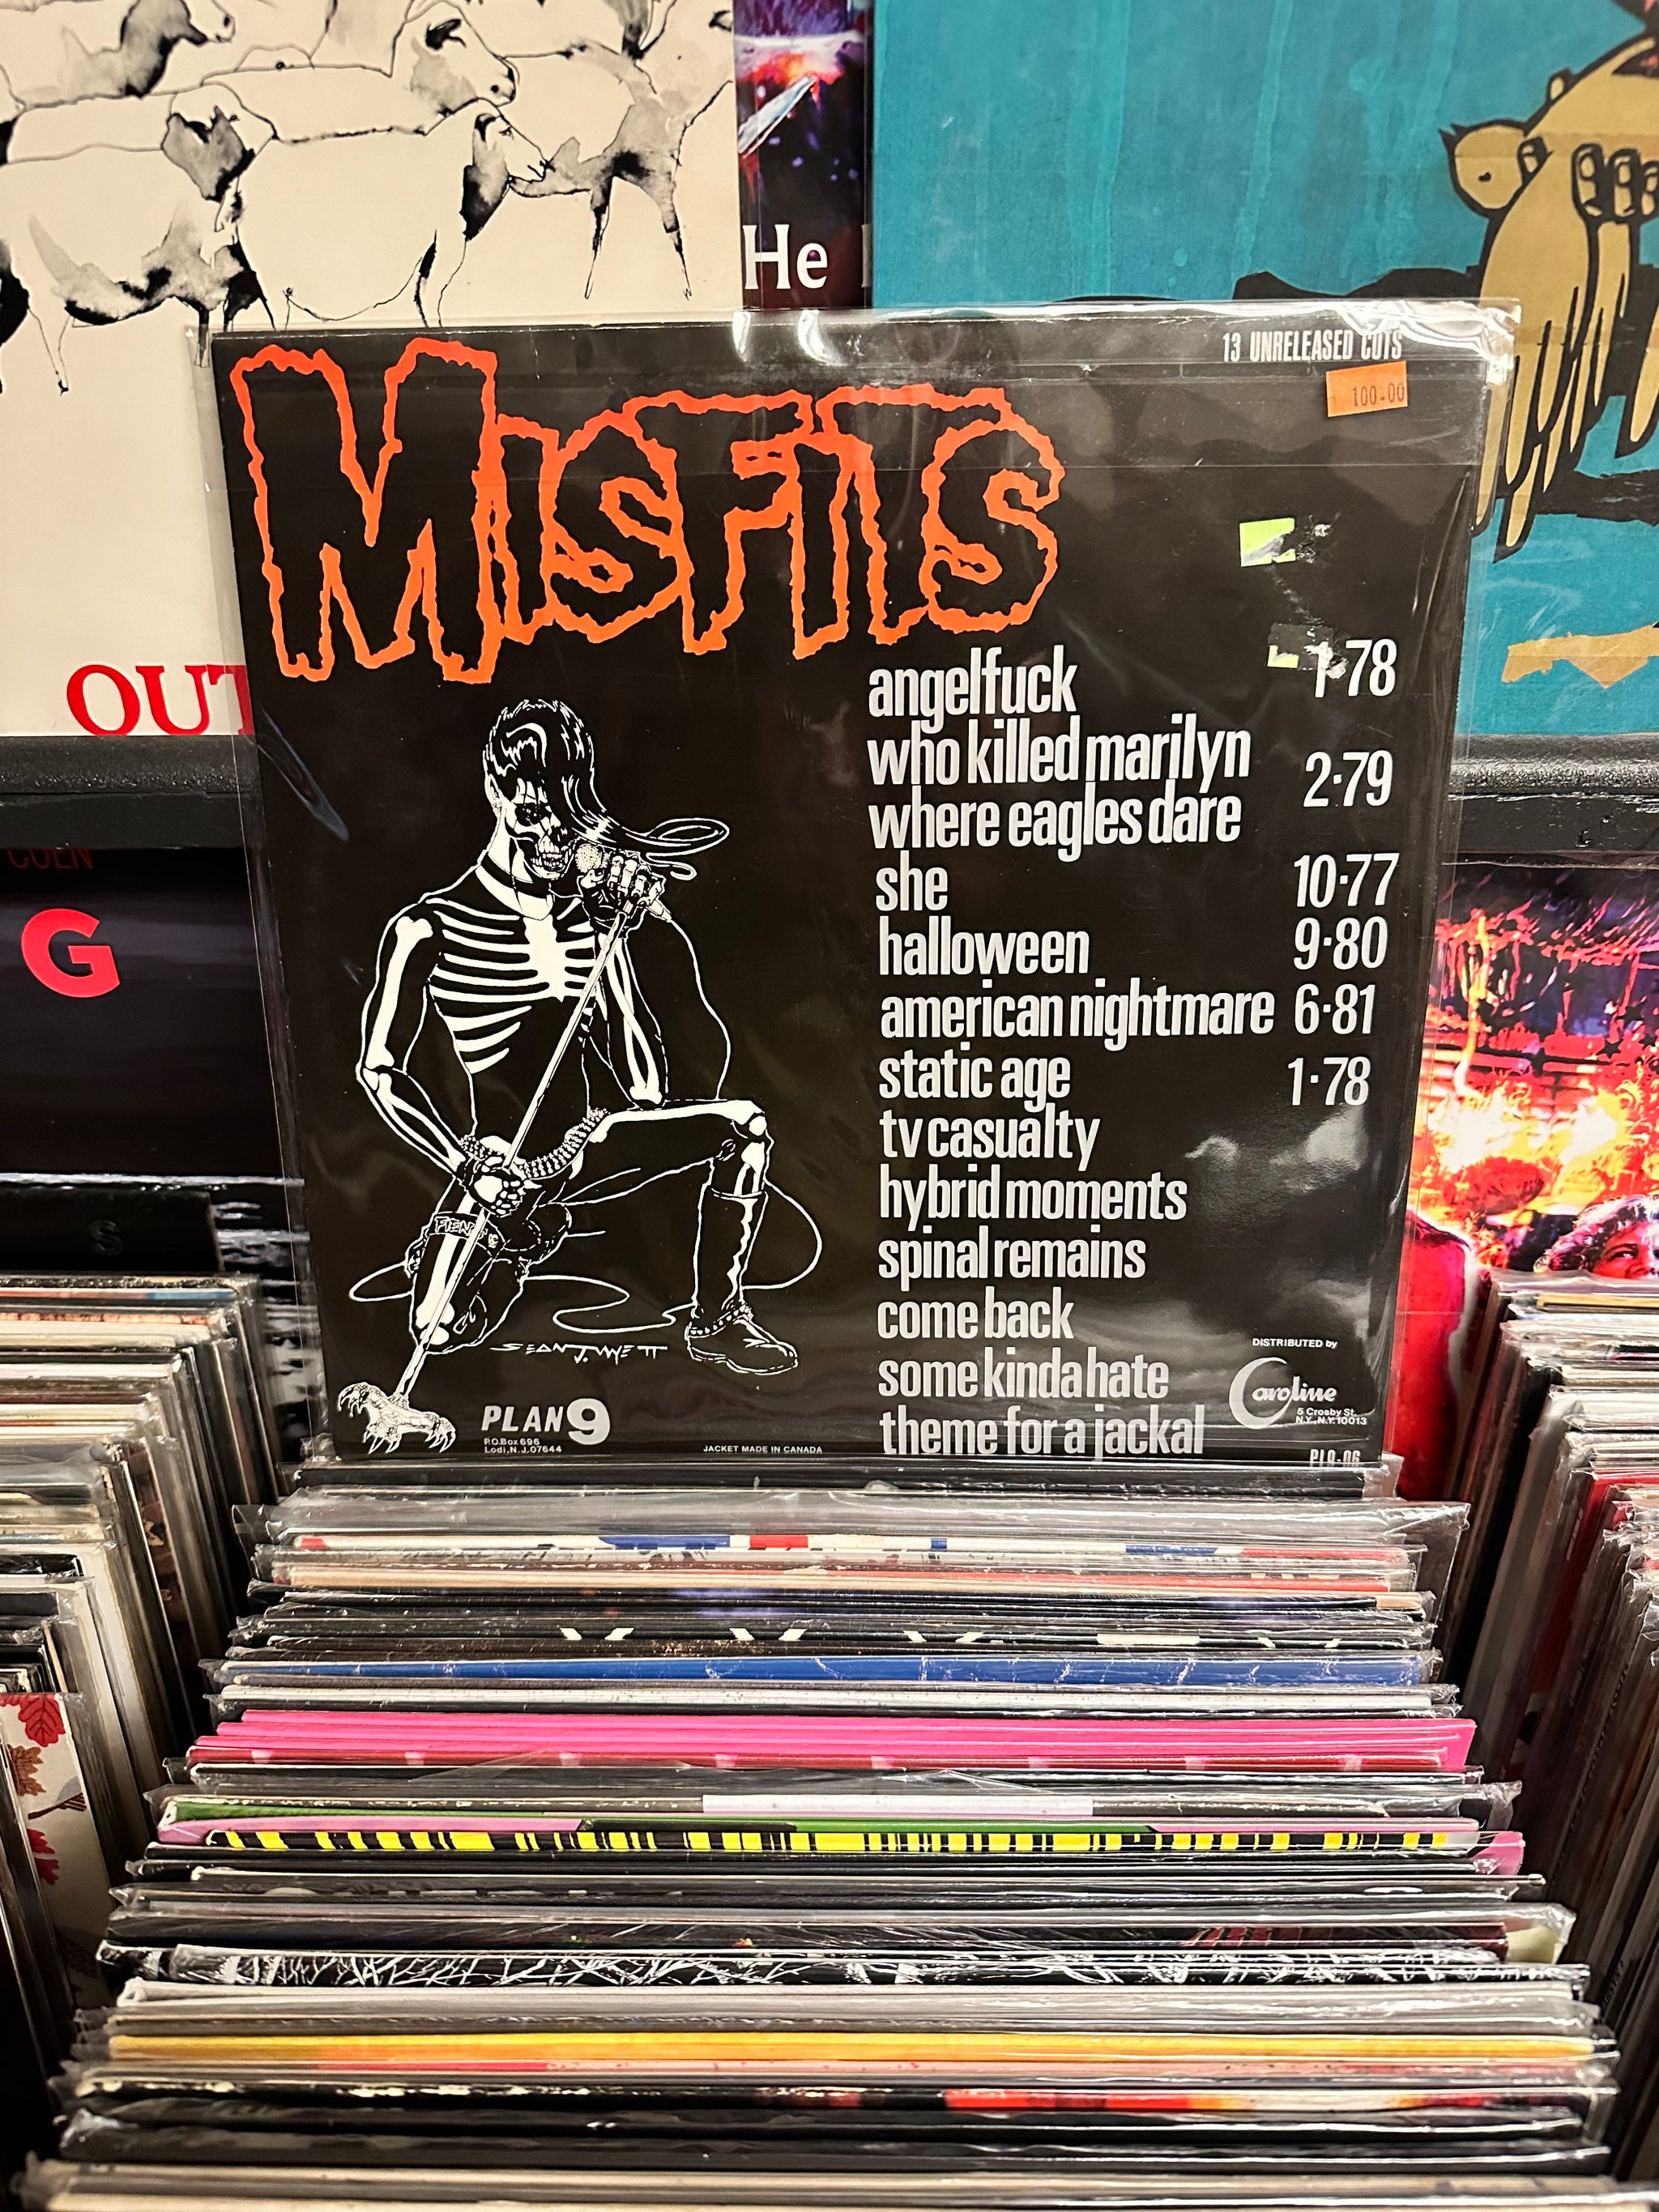 He
13 UNRELEASED CUTS
100.00
MISFITS
OUT
angelfuck 1·78
who killed marilyn 2·79
where eagles dare
she 10·77
COEN
G
halloween 9·80
american nightmare 6·81
static age 1·78
tv casualty
hybrid moments
S
FIEND
spinal remains
come back
some kinda hate
theme for a jackal
PLAN 9
P.O.Box 696
Lodi, N.J. 07644
JACKET MADE IN CANADA
DISTRIBUTED by
Caroline
5 Crosby St.
N.Y., N.Y. 10013
PL9-06